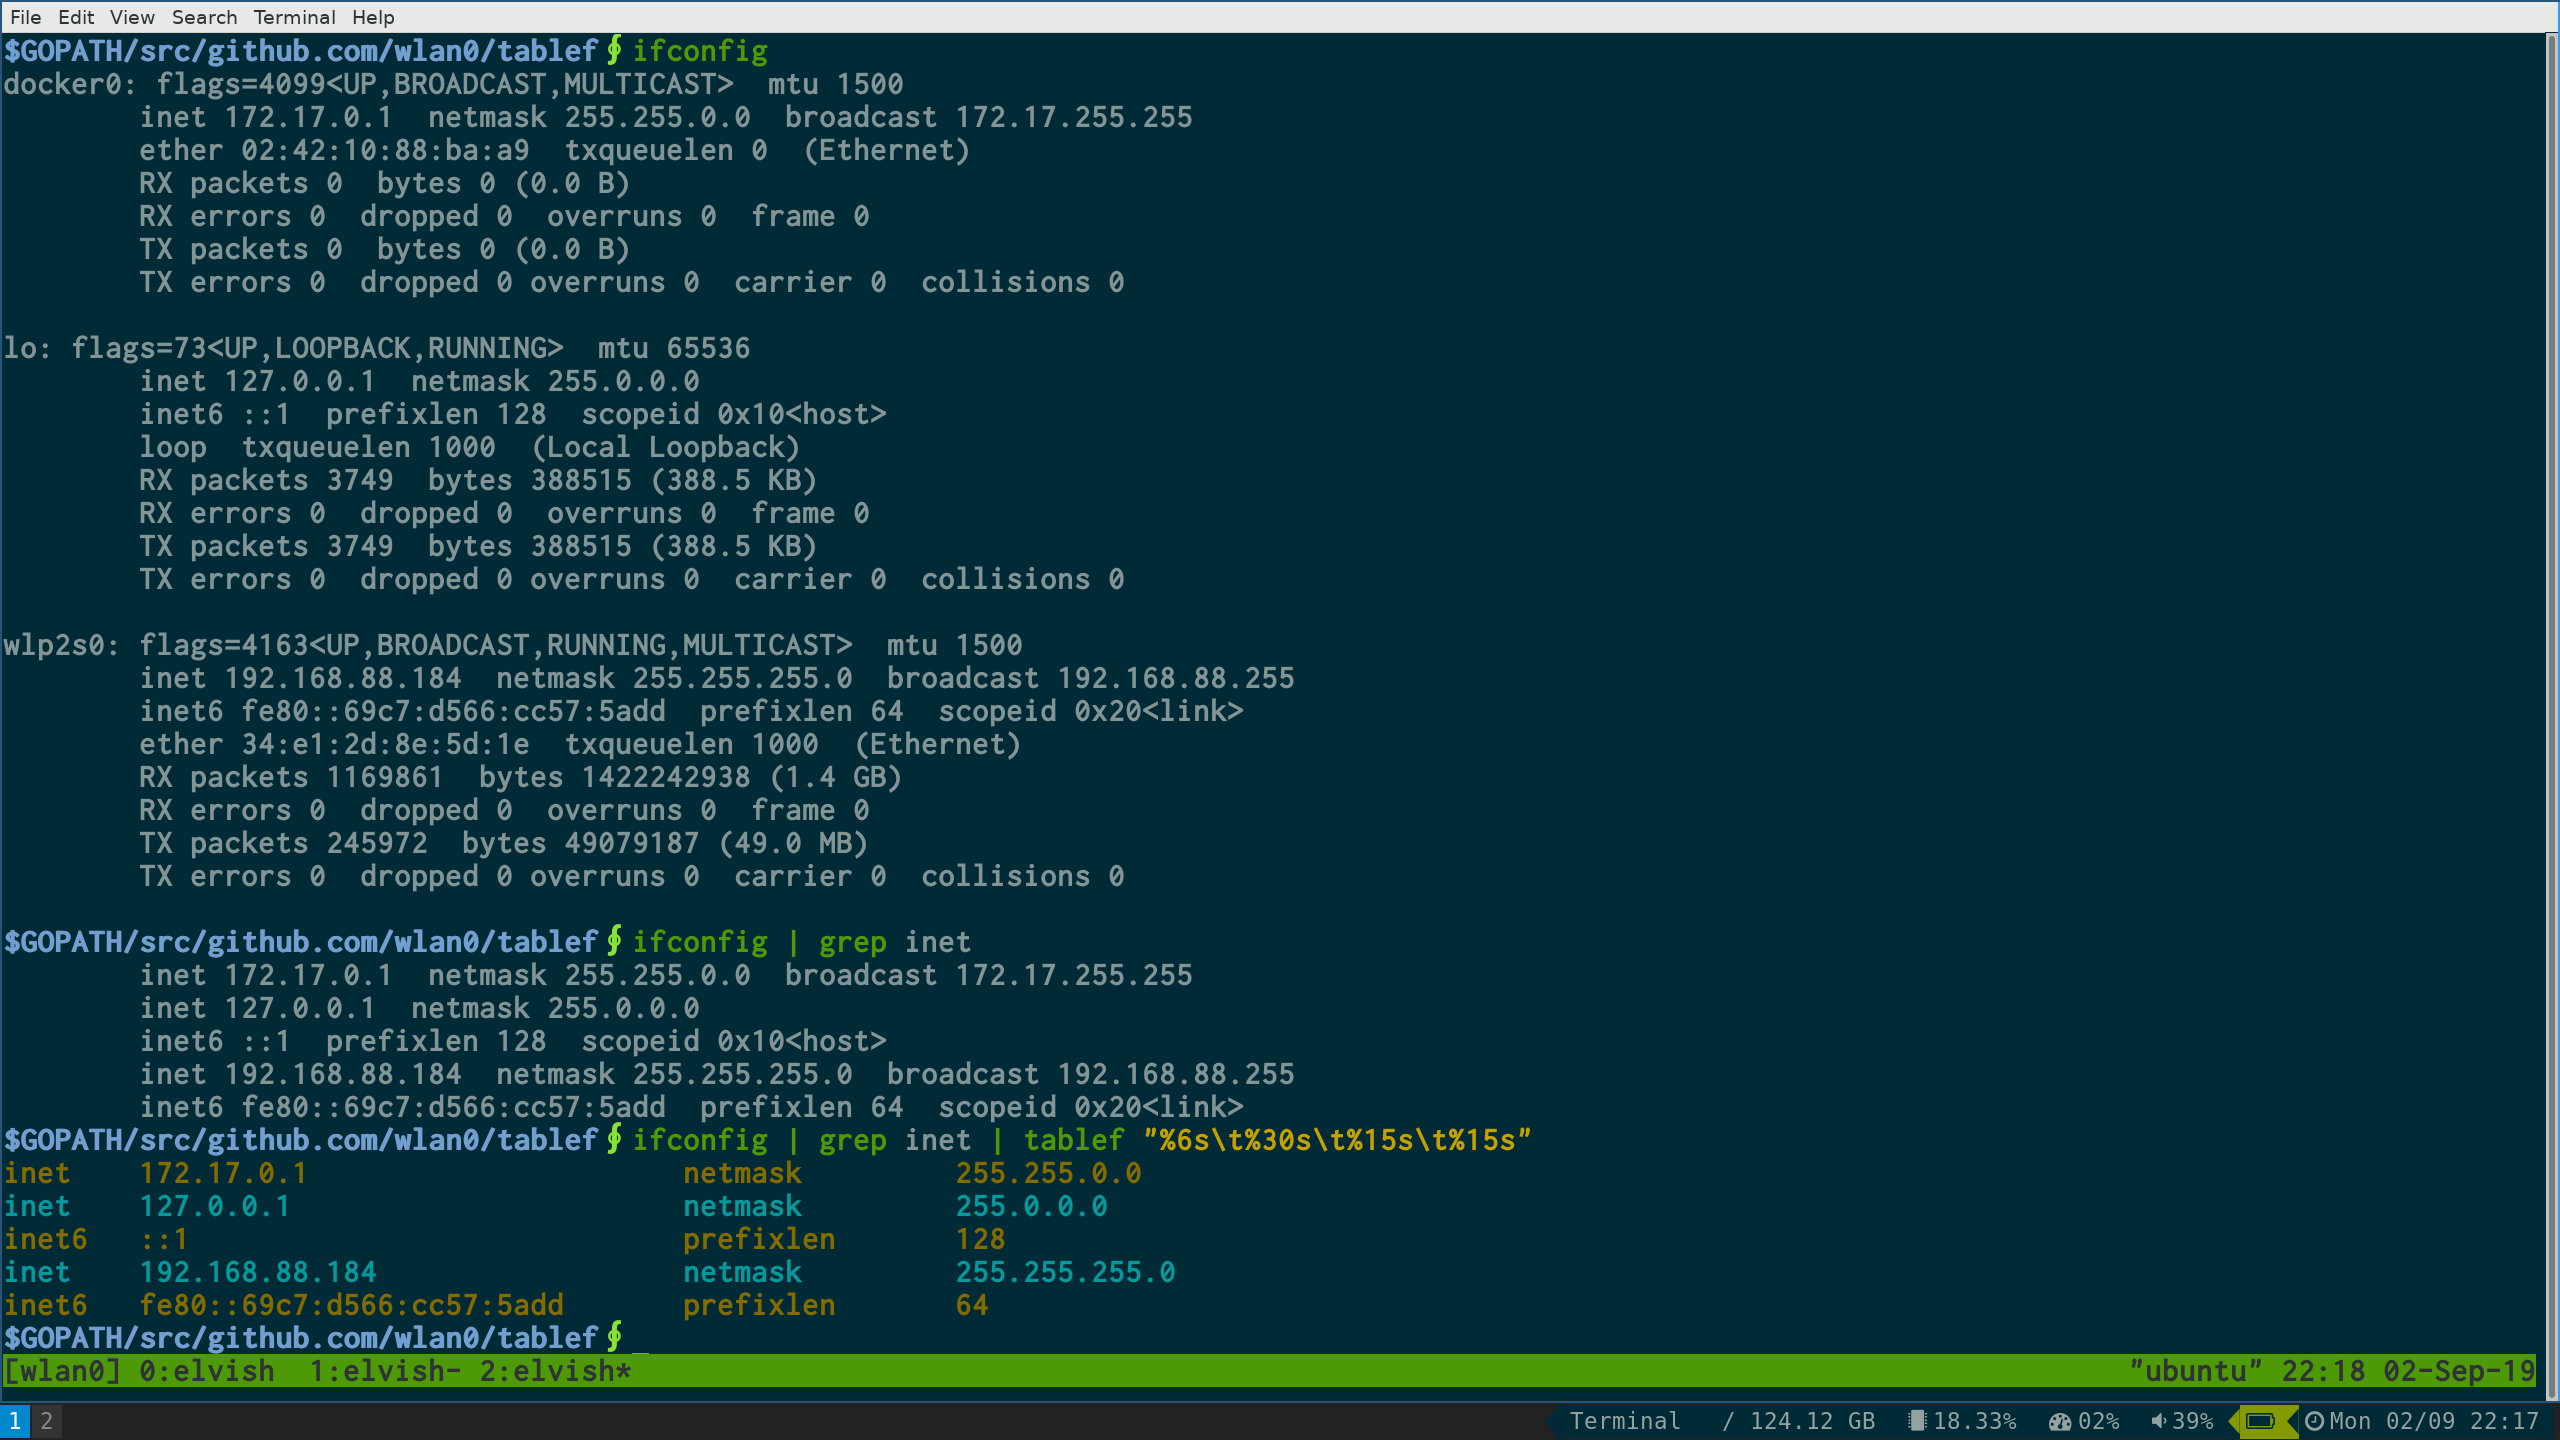 File Edit View Search Terminal Help
$GOPATH/src/github.com/wlan0/tablef∮ifconfig
docker0: flags=4099<UP,BROADCAST,MULTICAST>  mtu 1500
        inet 172.17.0.1  netmask 255.255.0.0  broadcast 172.17.255.255
        ether 02:42:10:88:ba:a9  txqueuelen 0  (Ethernet)
        RX packets 0  bytes 0 (0.0 B)
        RX errors 0  dropped 0  overruns 0  frame 0
        TX packets 0  bytes 0 (0.0 B)
        TX errors 0  dropped 0 overruns 0  carrier 0  collisions 0
lo: flags=73<UP,LOOPBACK,RUNNING>  mtu 65536
        inet 127.0.0.1  netmask 255.0.0.0
        inet6 ::1  prefixlen 128  scopeid 0x10<host>
        loop  txqueuelen 1000  (Local Loopback)
        RX packets 3749  bytes 388515 (388.5 KB)
        RX errors 0  dropped 0  overruns 0  frame 0
        TX packets 3749  bytes 388515 (388.5 KB)
        TX errors 0  dropped 0 overruns 0  carrier 0  collisions 0
wlp2s0: flags=4163<UP,BROADCAST,RUNNING,MULTICAST>  mtu 1500
        inet 192.168.88.184  netmask 255.255.255.0  broadcast 192.168.88.255
        inet6 fe80::69c7:d566:cc57:5add  prefixlen 64  scopeid 0x20<link>
        ether 34:e1:2d:8e:5d:1e  txqueuelen 1000  (Ethernet)
        RX packets 1169861  bytes 1422242938 (1.4 GB)
        RX errors 0  dropped 0  overruns 0  frame 0
        TX packets 245972  bytes 49079187 (49.0 MB)
        TX errors 0  dropped 0 overruns 0  carrier 0  collisions 0
$GOPATH/src/github.com/wlan0/tablef∮ifconfig | grep inet
        inet 172.17.0.1  netmask 255.255.0.0  broadcast 172.17.255.255
        inet 127.0.0.1  netmask 255.0.0.0
        inet6 ::1  prefixlen 128  scopeid 0x10<host>
        inet 192.168.88.184  netmask 255.255.255.0  broadcast 192.168.88.255
        inet6 fe80::69c7:d566:cc57:5add  prefixlen 64  scopeid 0x20<link>
$GOPATH/src/github.com/wlan0/tablef∮ifconfig | grep inet | tablef "%6s\t%30s\t%15s\t%15s"
inet    172.17.0.1                      netmask         255.255.0.0
inet    127.0.0.1                       netmask         255.0.0.0
inet6   ::1                             prefixlen       128
inet    192.168.88.184                  netmask         255.255.255.0
inet6   fe80::69c7:d566:cc57:5add       prefixlen       64
$GOPATH/src/github.com/wlan0/tablef∮_
[wlan0] 0:elvish  1:elvish- 2:elvish* "ubuntu" 22:18 02-Sep-19
1 2 Terminal / 124.12 GB 18.33% 02% 39% Mon 02/09 22:17